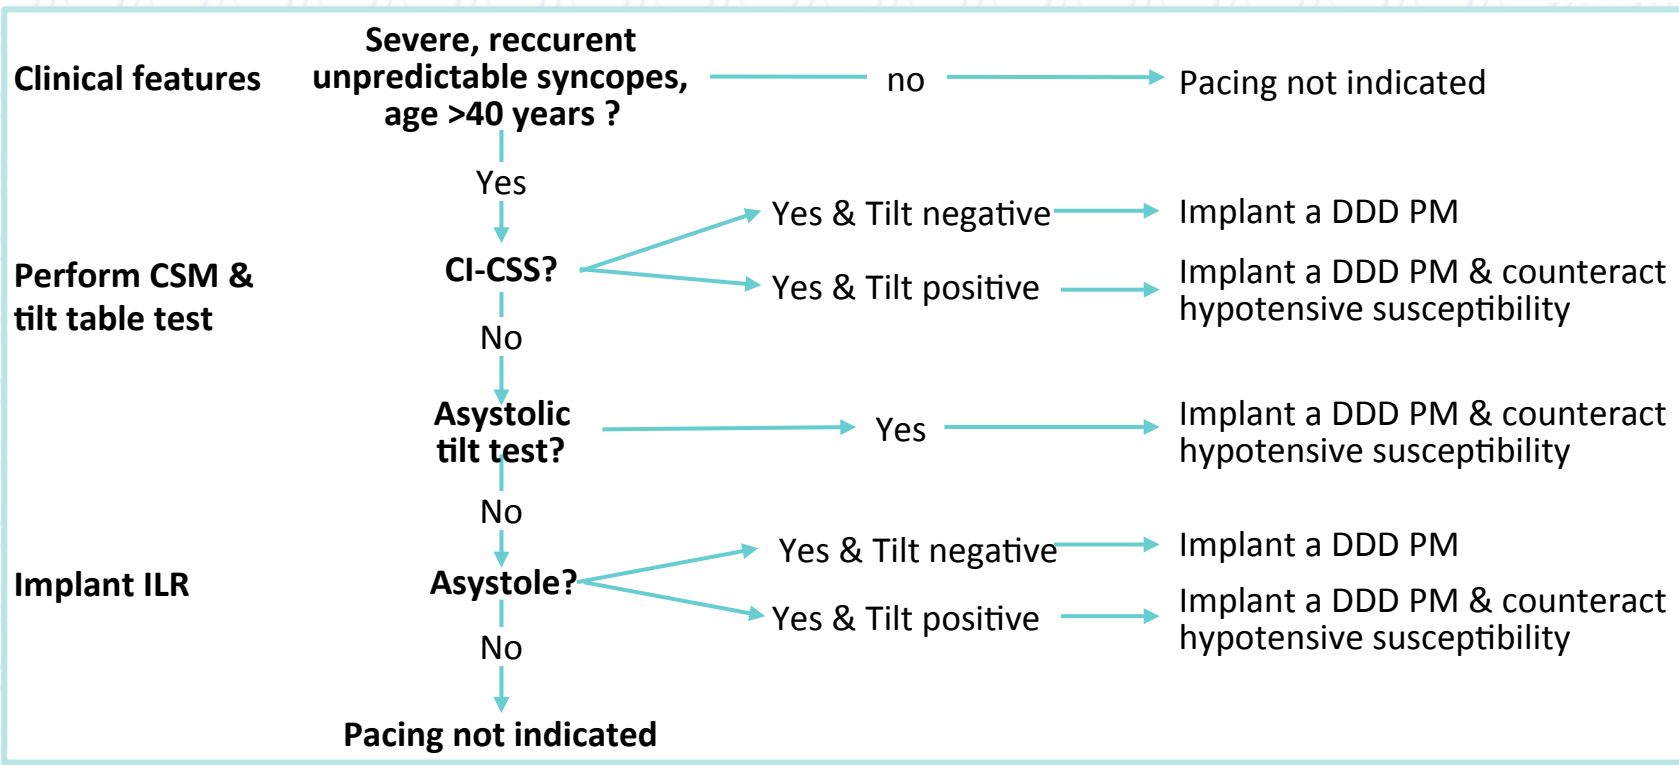 Severe, reccurent
Clinical features
unpredictable syncopes,
age >40 years ?
no
Pacing not indicated
Yes
Yes & Tilt negative
Implant a DDD PM
Perform CSM &
tilt table test
CI-CSS?
Yes & Tilt positive
Implant a DDD PM & counteract
hypotensive susceptibility
No
Asystolic
tilt test?
Yes
Implant a DDD PM & counteract
hypotensive susceptibility
No
Implant ILR
Asystole?
Yes & Tilt negative
Implant a DDD PM
Yes & Tilt positive
Implant a DDD PM & counteract
hypotensive susceptibility
No
Pacing not indicated